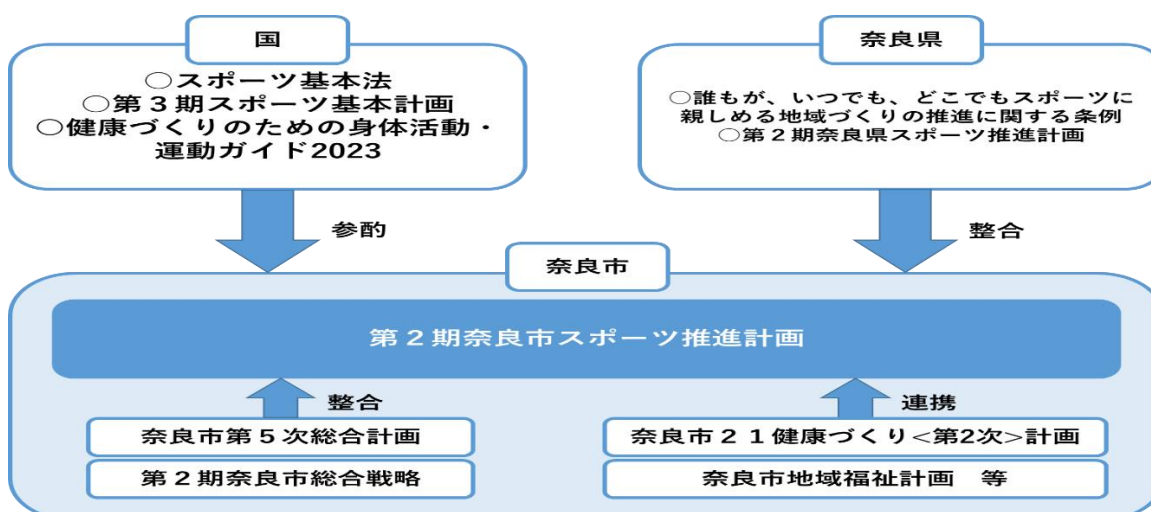 国
○スポーツ基本法
○第３期スポーツ基本計画
○健康づくりのための身体活動・
運動ガイド2023
奈良県
○誰もが、いつでも、どこでもスポーツに
親しめる地域づくりの推進に関する条例
○第２期奈良県スポーツ推進計画
参酌
整合
奈良市
第２期奈良市スポーツ推進計画
整合
連携
奈良市第５次総合計画
第２期奈良市総合戦略
奈良市２１健康づくり<第2次>計画
奈良市地域福祉計画　等